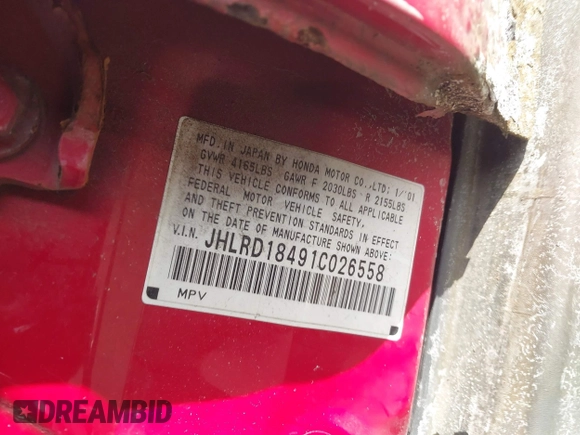 MFD. IN JAPAN BY HONDA MOTOR CO.,LTD: 1/'01
GVWR 4165LBS GAWR F 2030LBS R 2155LBS
THIS VEHICLE CONFORMS TO ALL APPLICABLE
FEDERAL MOTOR VEHICLE SAFETY,
AND THEFT PREVENTION STANDARDS IN EFFECT
ON THE DATE OF MANUFACTURE SHOWN ABOVE:
V.I.N. JHLRD18491C026558
MPV
DREAMBID